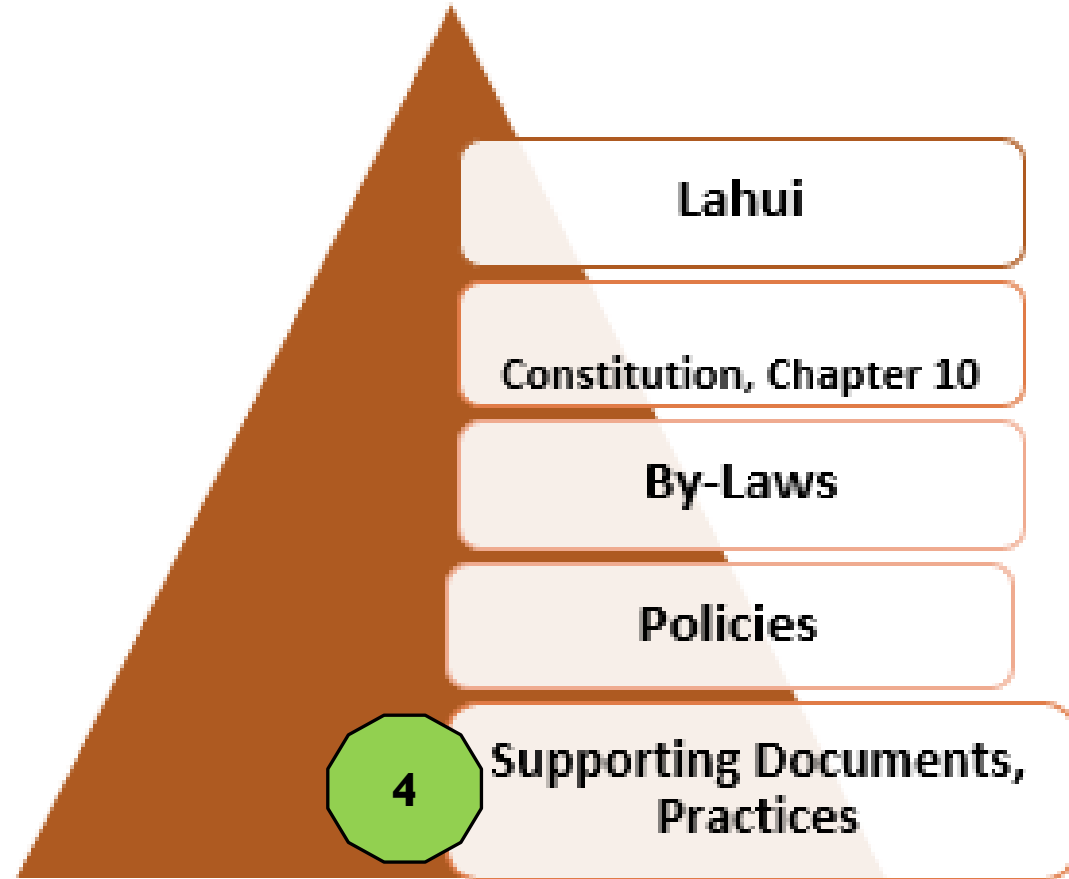 Lahui
Constitution, Chapter 10
By-Laws
Policies
4
Supporting Documents,
Practices